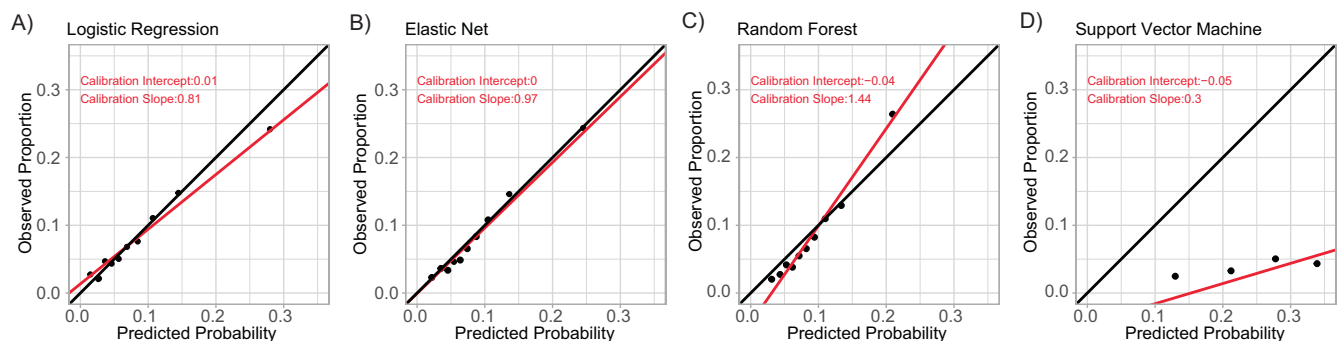 A)
Logistic Regression
Calibration Intercept:0.01
Calibration Slope:0.81
Observed Proportion
0.3
0.2
0.1
0.0
0.0 0.1 0.2 0.3
Predicted Probability
B)
Elastic Net
Calibration Intercept:0
Calibration Slope:0.97
Observed Proportion
0.3
0.2
0.1
0.0
0.0 0.1 0.2 0.3
Predicted Probability
C)
Random Forest
Calibration Intercept:−0.04
Calibration Slope:1.44
Observed Proportion
0.3
0.2
0.1
0.0
0.0 0.1 0.2 0.3
Predicted Probability
D)
Support Vector Machine
Calibration Intercept:−0.05
Calibration Slope:0.3
Observed Proportion
0.3
0.2
0.1
0.0
0.0 0.1 0.2 0.3
Predicted Probability